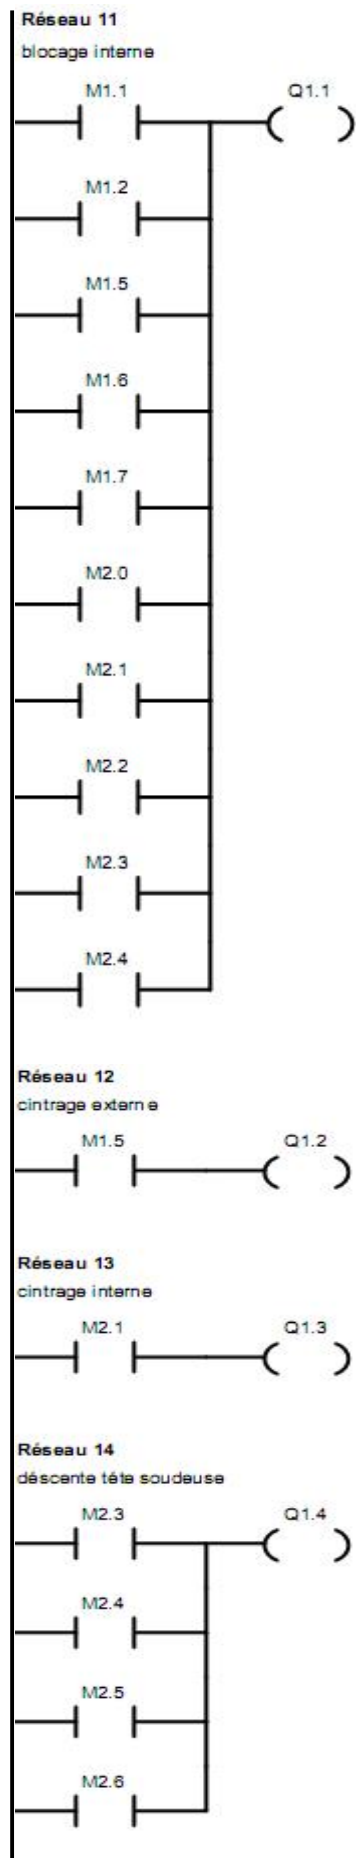 Réseau 11
blocage interne
M1.1 Q1.1
M1.2
M1.5
M1.6
M1.7
M2.0
M2.1
M2.2
M2.3
M2.4
Réseau 12
cintrage externe
M1.5 Q1.2
Réseau 13
cintrage interne
M2.1 Q1.3
Réseau 14
déscente téte soudeuse
M2.3 Q1.4
M2.4
M2.5
M2.6